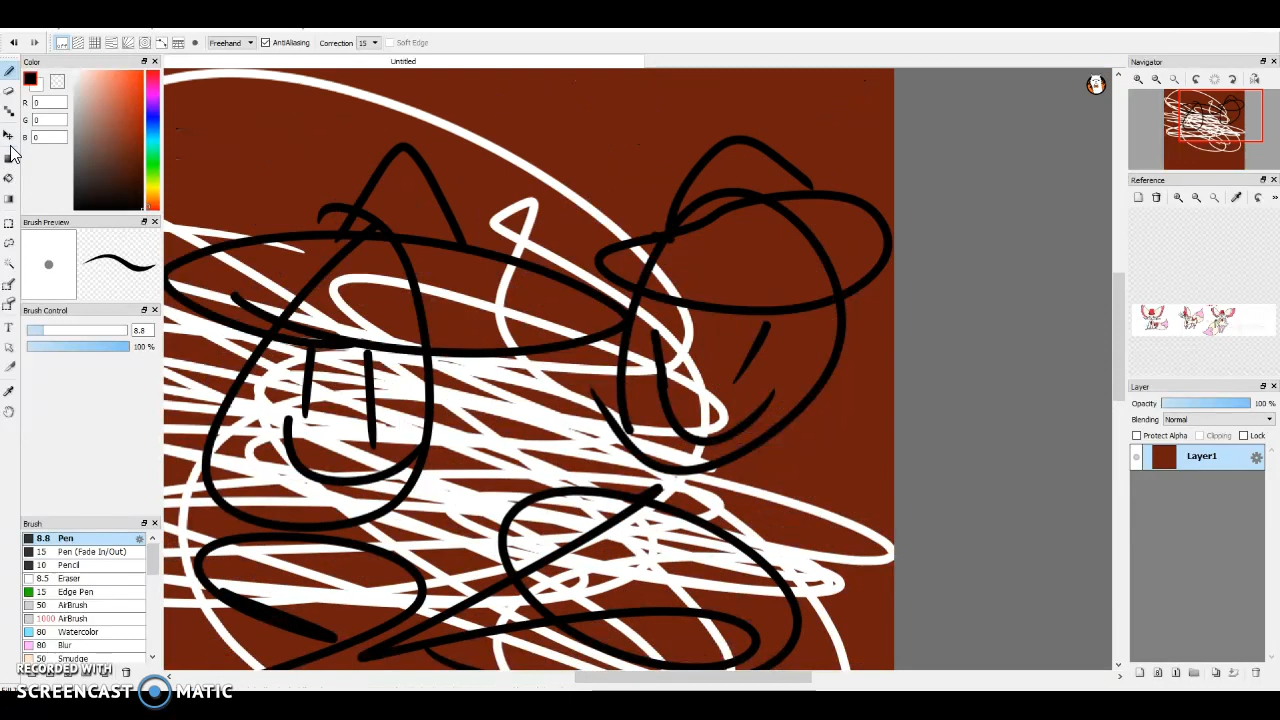 Freehand AntiAliasing Correction 15 Soft Edge
Color
Untitled
Navigator
R 0
G 0
B 0
Reference
Brush Preview
Brush Control
8.8
100 %
Layer
Opacity 100 %
Blending Normal
Protect Alpha Clipping Lock
Layer1
Brush
8.8 Pen
15 Pen (Fade In/Out)
10 Pencil
8.5 Eraser
15 Edge Pen
50 AirBrush
1000 AirBrush
80 Watercolor
80 Blur
50 Smudge
RECORDED WITH
SCREENCAST MATIC